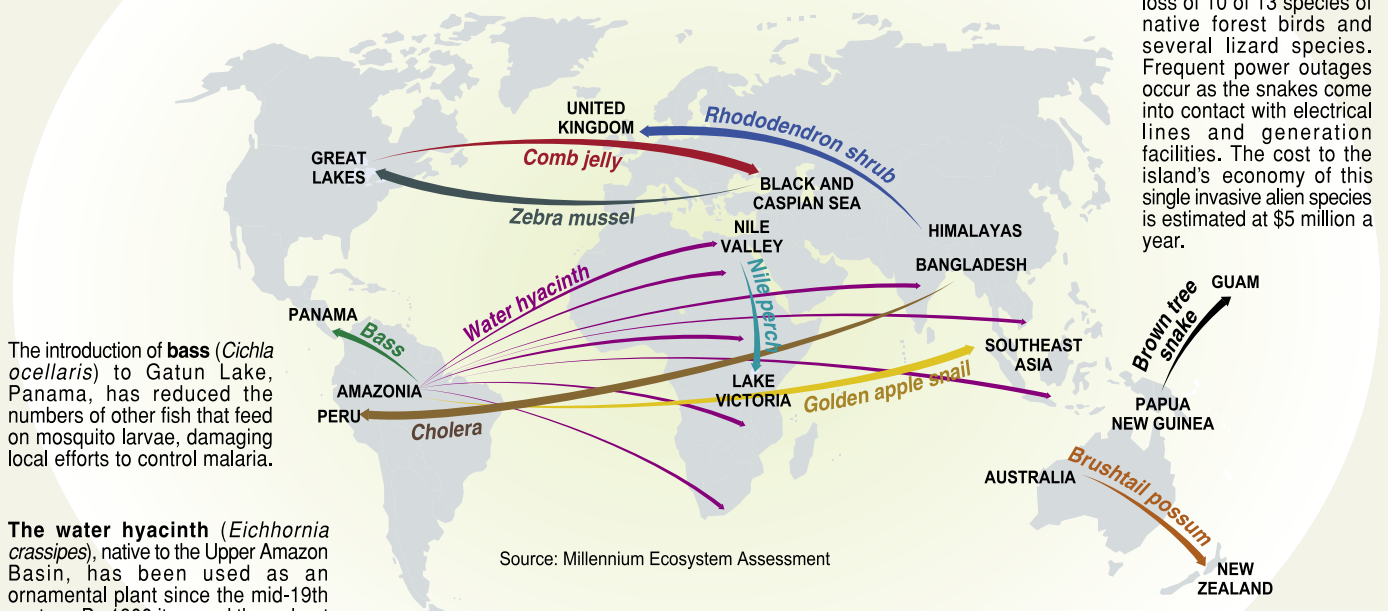 loss of 10 of 13 species of
native forest birds and
several lizard species.
Frequent power outages
occur as the snakes come
into contact with electrical
lines and generation
facilities. The cost to the
island's economy of this
single invasive alien species
is estimated at $5 million a
year.
UNITED
KINGDOM
Rhododendron shrub
GREAT
LAKES
Comb jelly
BLACK AND
CASPIAN SEA
Zebra mussel
NILE
VALLEY
HIMALAYAS
BANGLADESH
Water hyacinth
Nile perch
GUAM
Brown tree
snake
PANAMA
Bass
SOUTHEAST
ASIA
AMAZONIA
LAKE
VICTORIA
Golden apple snail
PERU
Cholera
PAPUA
NEW GUINEA
AUSTRALIA
Brushtail possum
NEW
ZEALAND
The introduction of bass (Cichla
ocellaris) to Gatun Lake,
Panama, has reduced the
numbers of other fish that feed
on mosquito larvae, damaging
local efforts to control malaria.
The water hyacinth (Eichhornia
crassipes), native to the Upper Amazon
Basin, has been used as an
ornamental plant since the mid-19th
Source: Millennium Ecosystem Assessment